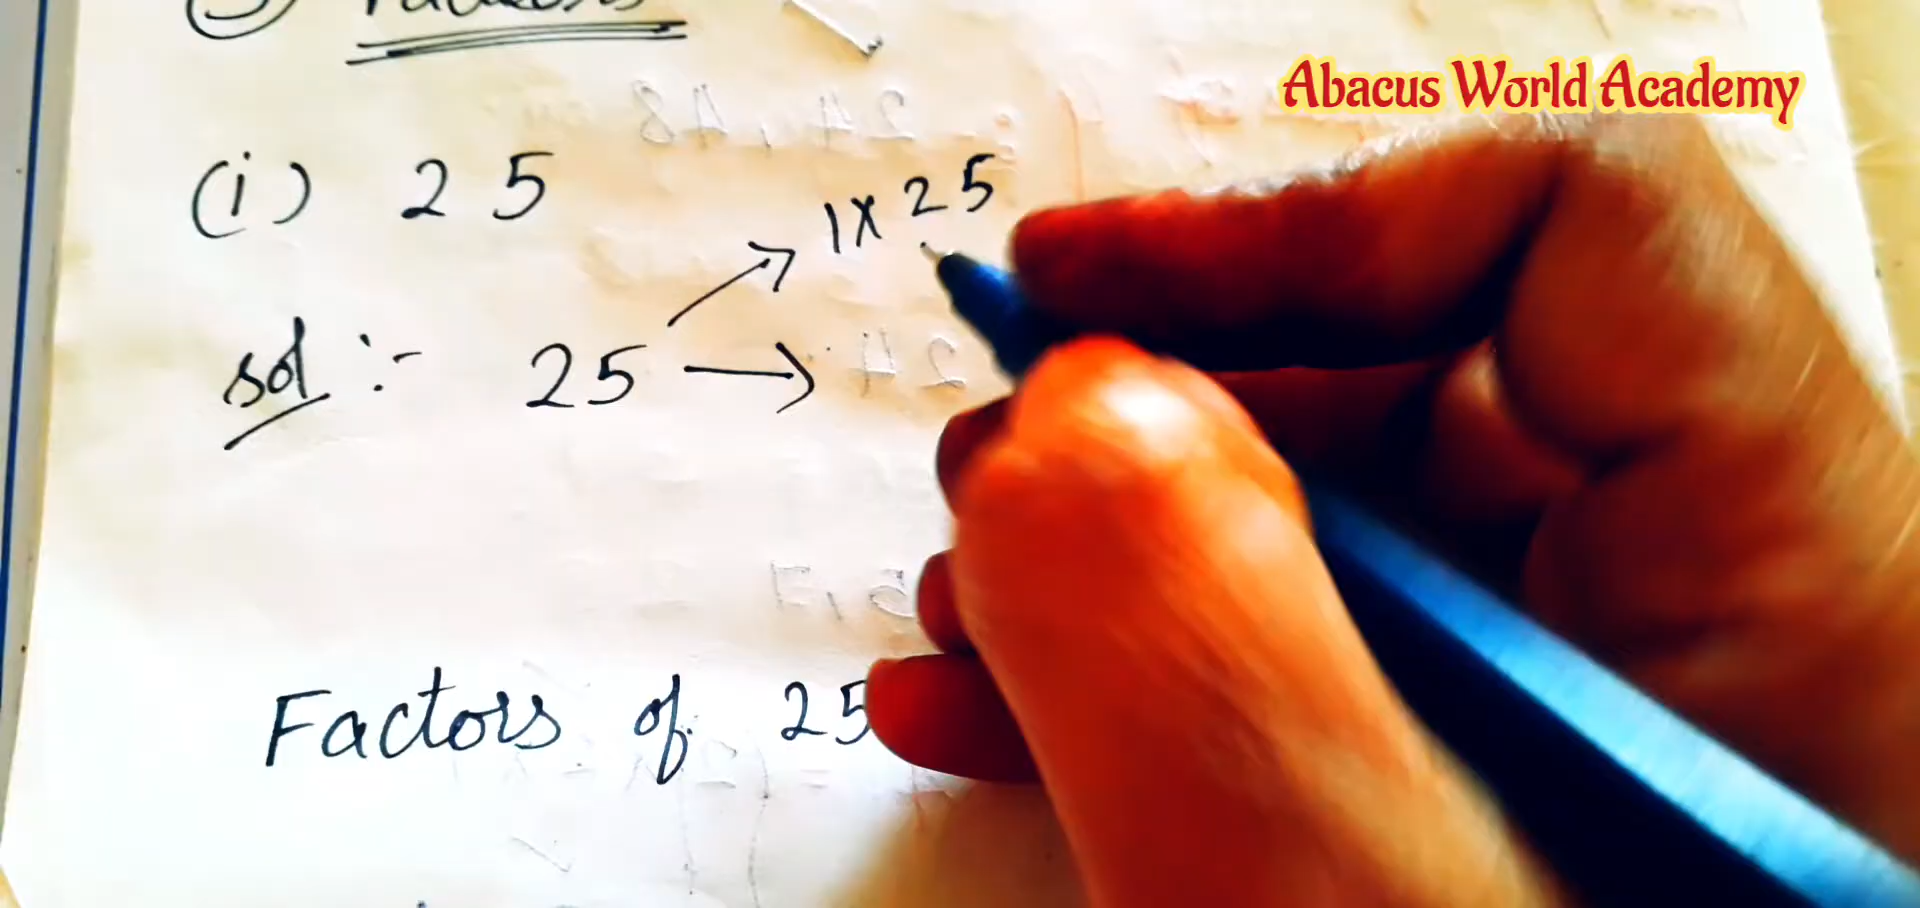 Abacus World Academy
(i) 25
1 x 25
sol :- 25
Factors of 25